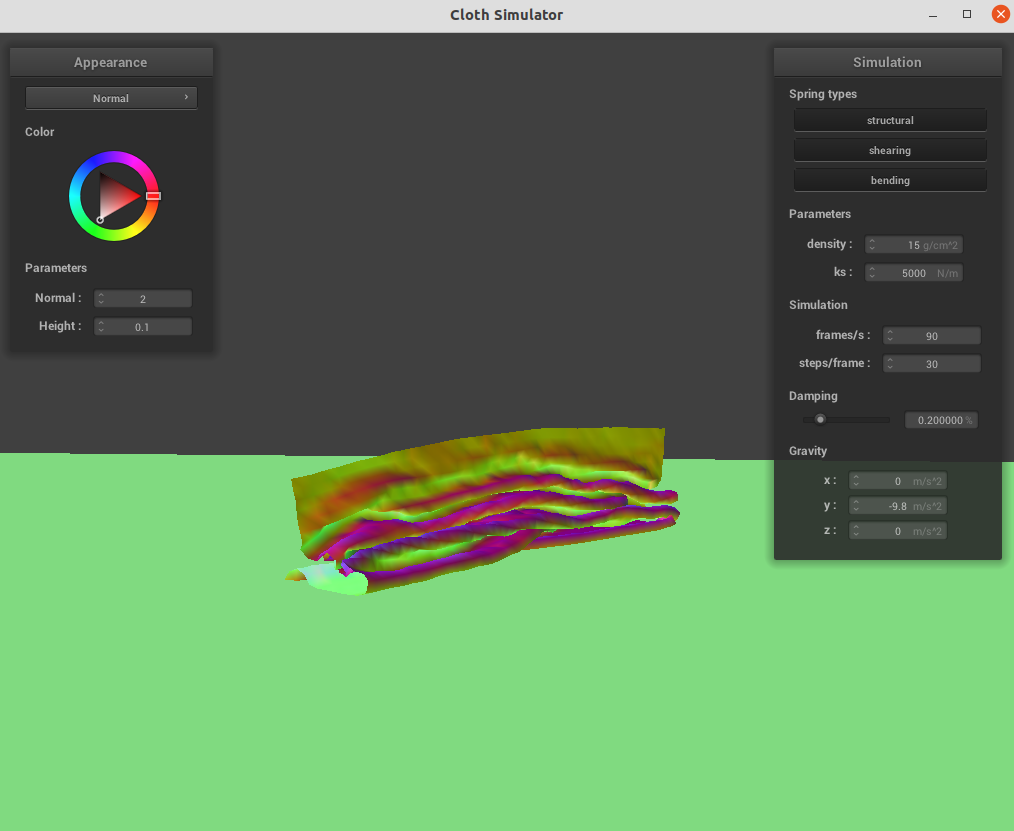 Cloth Simulator
Appearance
Normal
Color
Parameters
Normal : 2
Height : 0.1
Simulation
Spring types
structural
shearing
bending
Parameters
density : 15 g/cm^2
ks : 5000 N/m
Simulation
frames/s : 90
steps/frame : 30
Damping
0.200000 %
Gravity
x : 0 m/s^2
y : -9.8 m/s^2
z : 0 m/s^2